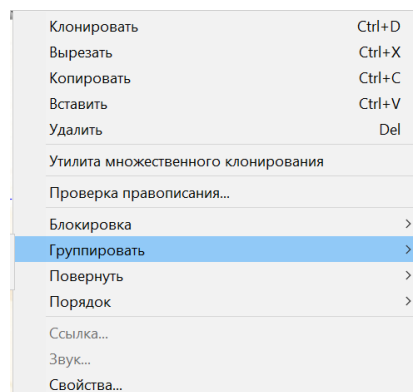 Клонировать Ctrl+D
Вырезать Ctrl+X
Копировать Ctrl+C
Вставить Ctrl+V
Удалить Del
Утилита множественного клонирования
Проверка правописания...
Блокировка
Группировать
Повернуть
Порядок
Ссылка...
Звук...
Свойства...